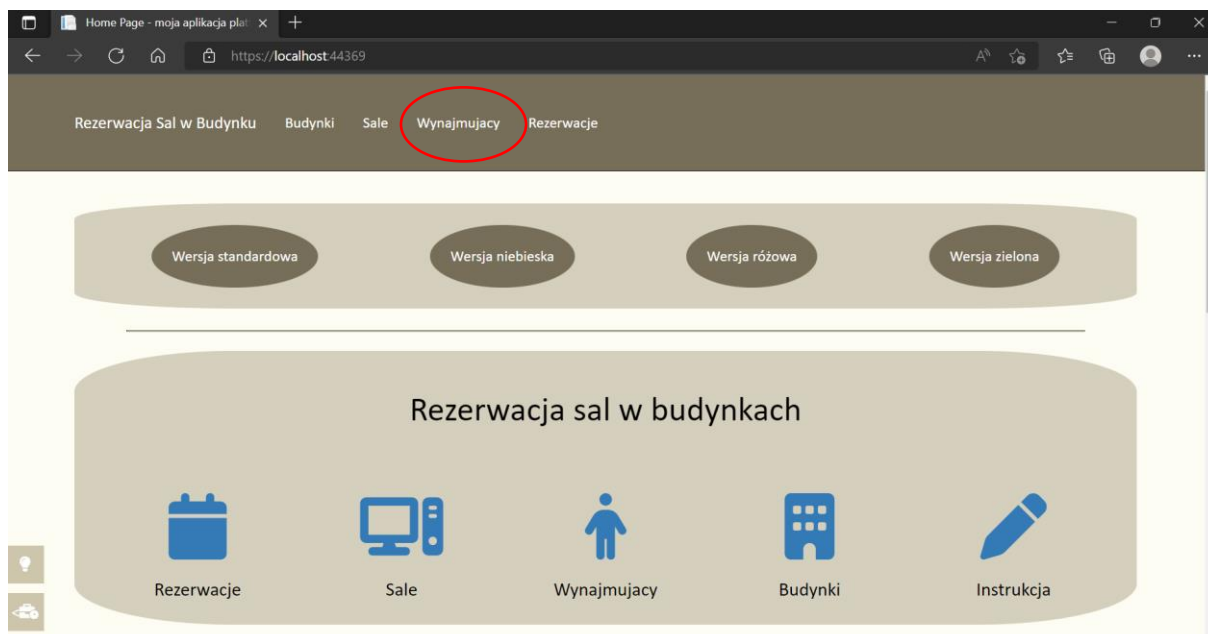 Home Page - moja aplikacja plat
https://localhost:44369
Rezerwacja Sal w Budynku Budynki Sale Wynajmujacy Rezerwacje
Wersja standardowa Wersja niebieska Wersja różowa Wersja zielona
Rezerwacja sal w budynkach
Rezerwacje Sale Wynajmujacy Budynki Instrukcja